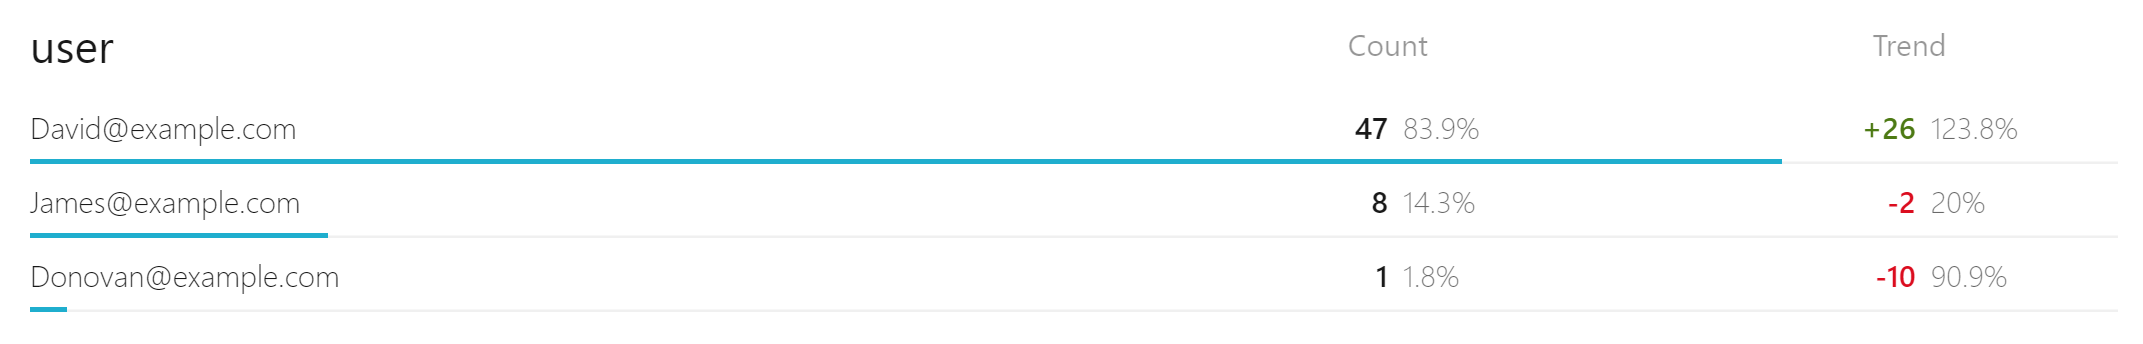 user Count Trend
David@example.com 47 83.9% +26 123.8%
James@example.com 8 14.3% -2 20%
Donovan@example.com 1 1.8% -10 90.9%